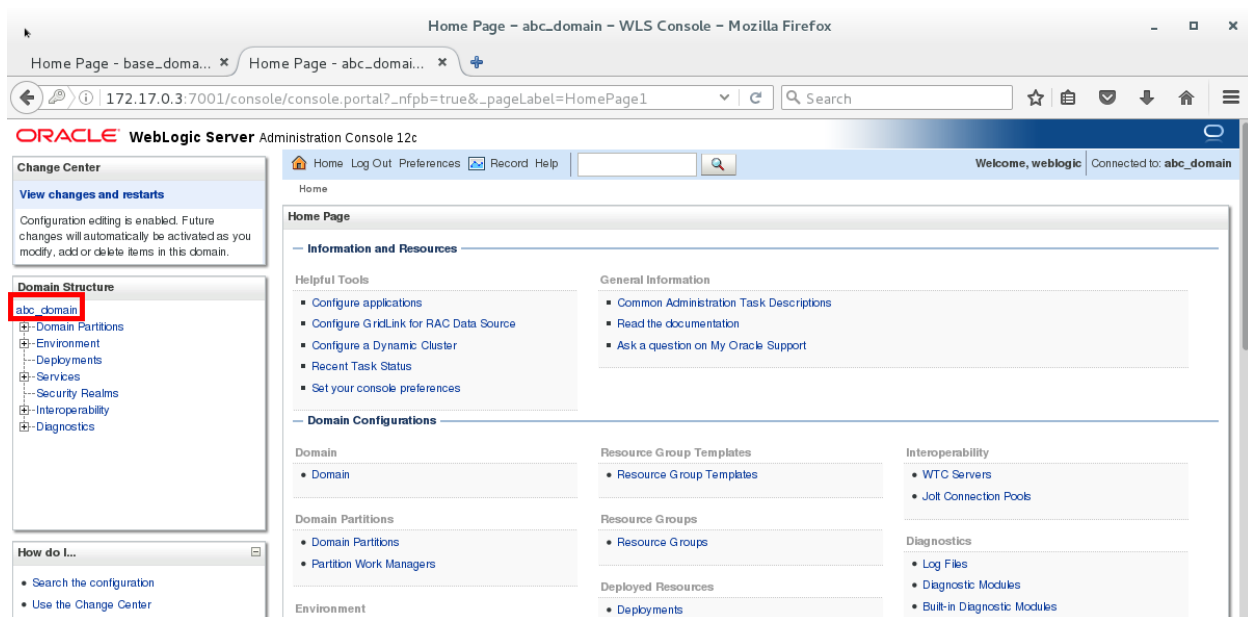 Home Page – abc_domain – WLS Console – Mozilla Firefox
Home Page - base_doma... Home Page - abc_domai...
172.17.0.3:7001/console/console.portal?_nfpb=true&_pageLabel=HomePage1 Search
ORACLE WebLogic Server Administration Console 12c
Change Center
View changes and restarts
Configuration editing is enabled. Future
changes will automatically be activated as you
modify, add or delete items in this domain.
Domain Structure
abc_domain
Domain Partitions
Environment
Deployments
Services
Security Realms
Interoperability
Diagnostics
How do I...
Search the configuration
Use the Change Center
Home Log Out Preferences Record Help
Welcome, weblogic Connected to: abc_domain
Home
Home Page
Information and Resources
Helpful Tools
Configure applications
Configure GridLink for RAC Data Source
Configure a Dynamic Cluster
Recent Task Status
Set your console preferences
General Information
Common Administration Task Descriptions
Read the documentation
Ask a question on My Oracle Support
Domain Configurations
Domain
Domain
Domain Partitions
Domain Partitions
Partition Work Managers
Environment
Resource Group Templates
Resource Group Templates
Resource Groups
Resource Groups
Deployed Resources
Deployments
Interoperability
WTC Servers
Jolt Connection Pools
Diagnostics
Log Files
Diagnostic Modules
Built-in Diagnostic Modules